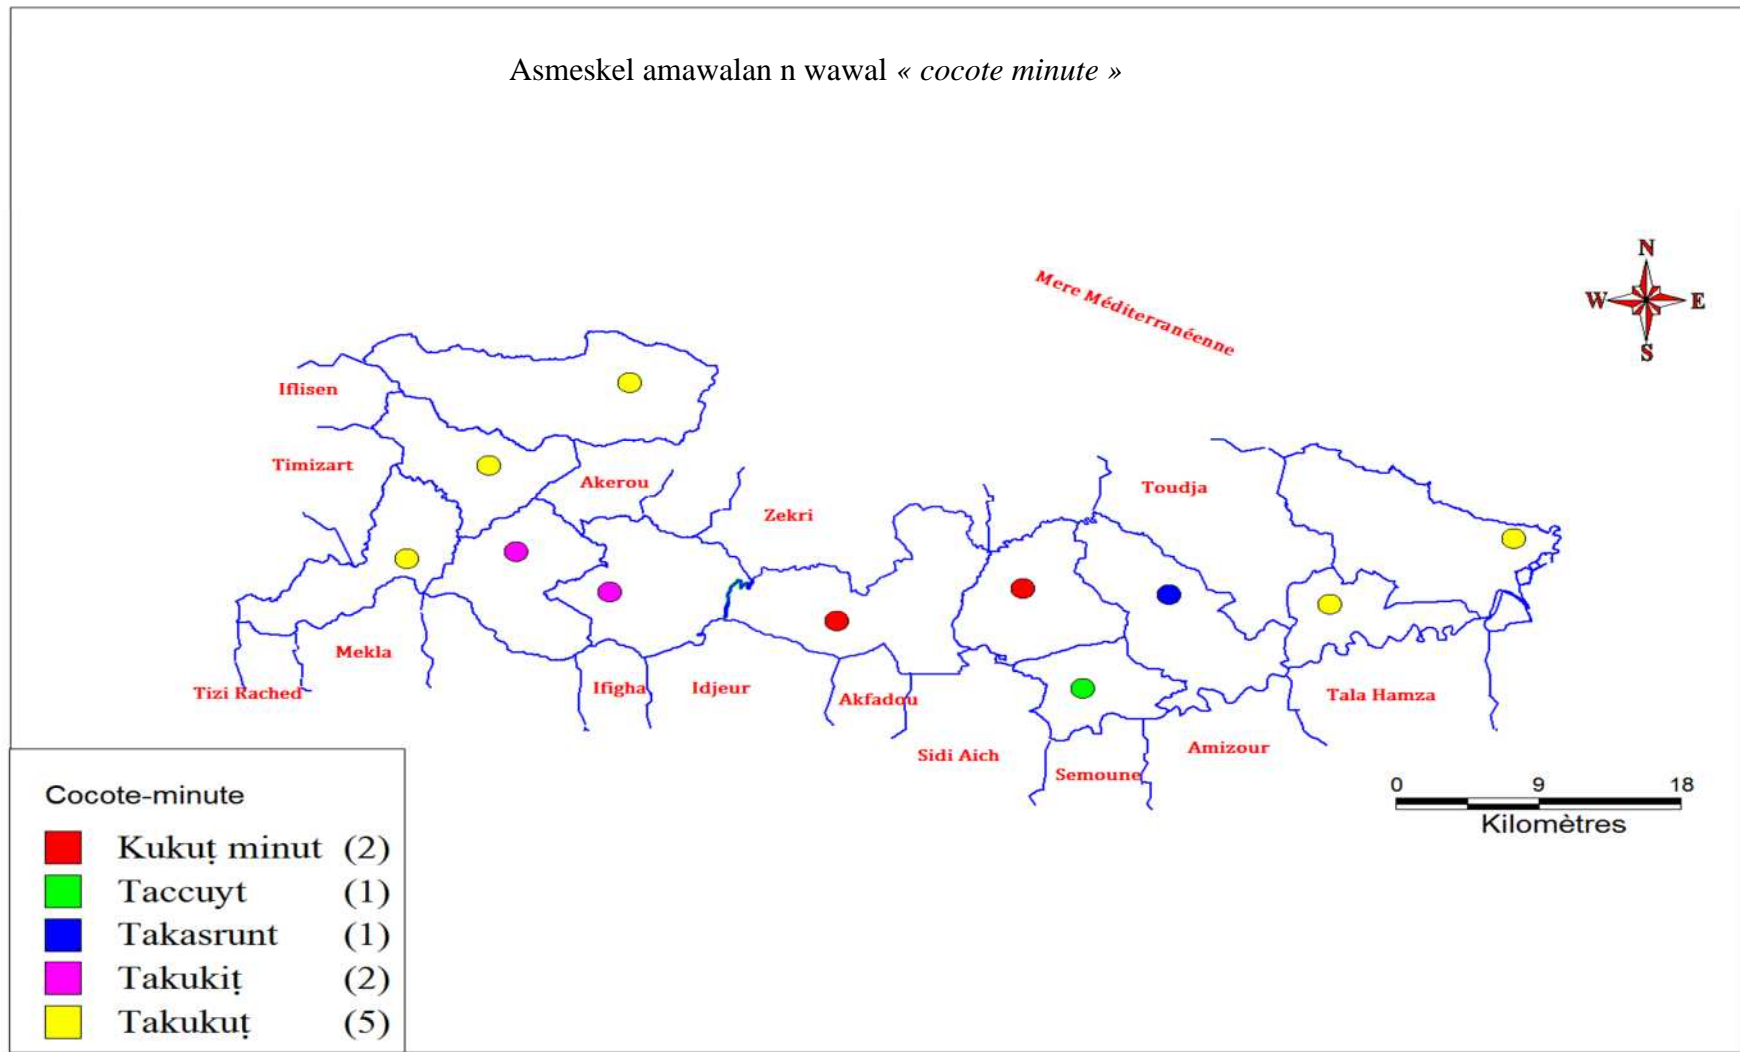 Asmeskel amawalan n wawal « cocote minute »
N
W E
S
Mere Méditerranéenne
Iflisen
Timizart
Akerou
Zekri
Toudja
Mekla
Tizi Rached
Ifigha
Idjeur
Akfadou
Tala Hamza
Sidi Aich
Semoune
Amizour
0 9 18
Kilomètres
Cocote-minute
Kukuṭ minut (2)
Taccuyt (1)
Takasrunt (1)
Takukiṭ (2)
Takukuṭ (5)